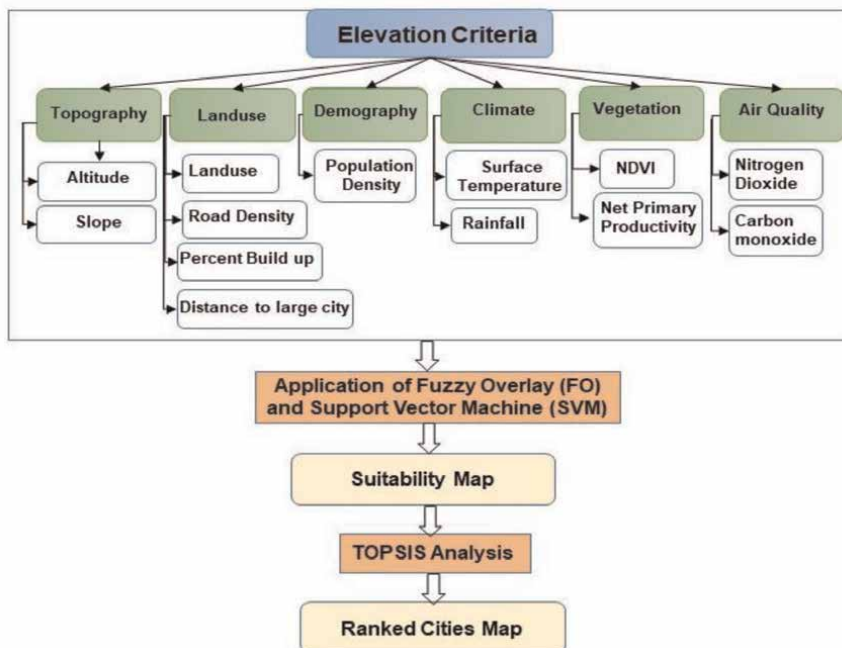 Elevation Criteria
Topography
Landuse
Demography
Climate
Vegetation
Air Quality
Altitude
Slope
Landuse
Road Density
Percent Build up
Distance to large city
Population
Density
Surface
Temperature
Rainfall
NDVI
Net Primary
Productivity
Nitrogen
Dioxide
Carbon
monoxide
Application of Fuzzy Overlay (FO)
and Support Vector Machine (SVM)
Suitability Map
TOPSIS Analysis
Ranked Cities Map